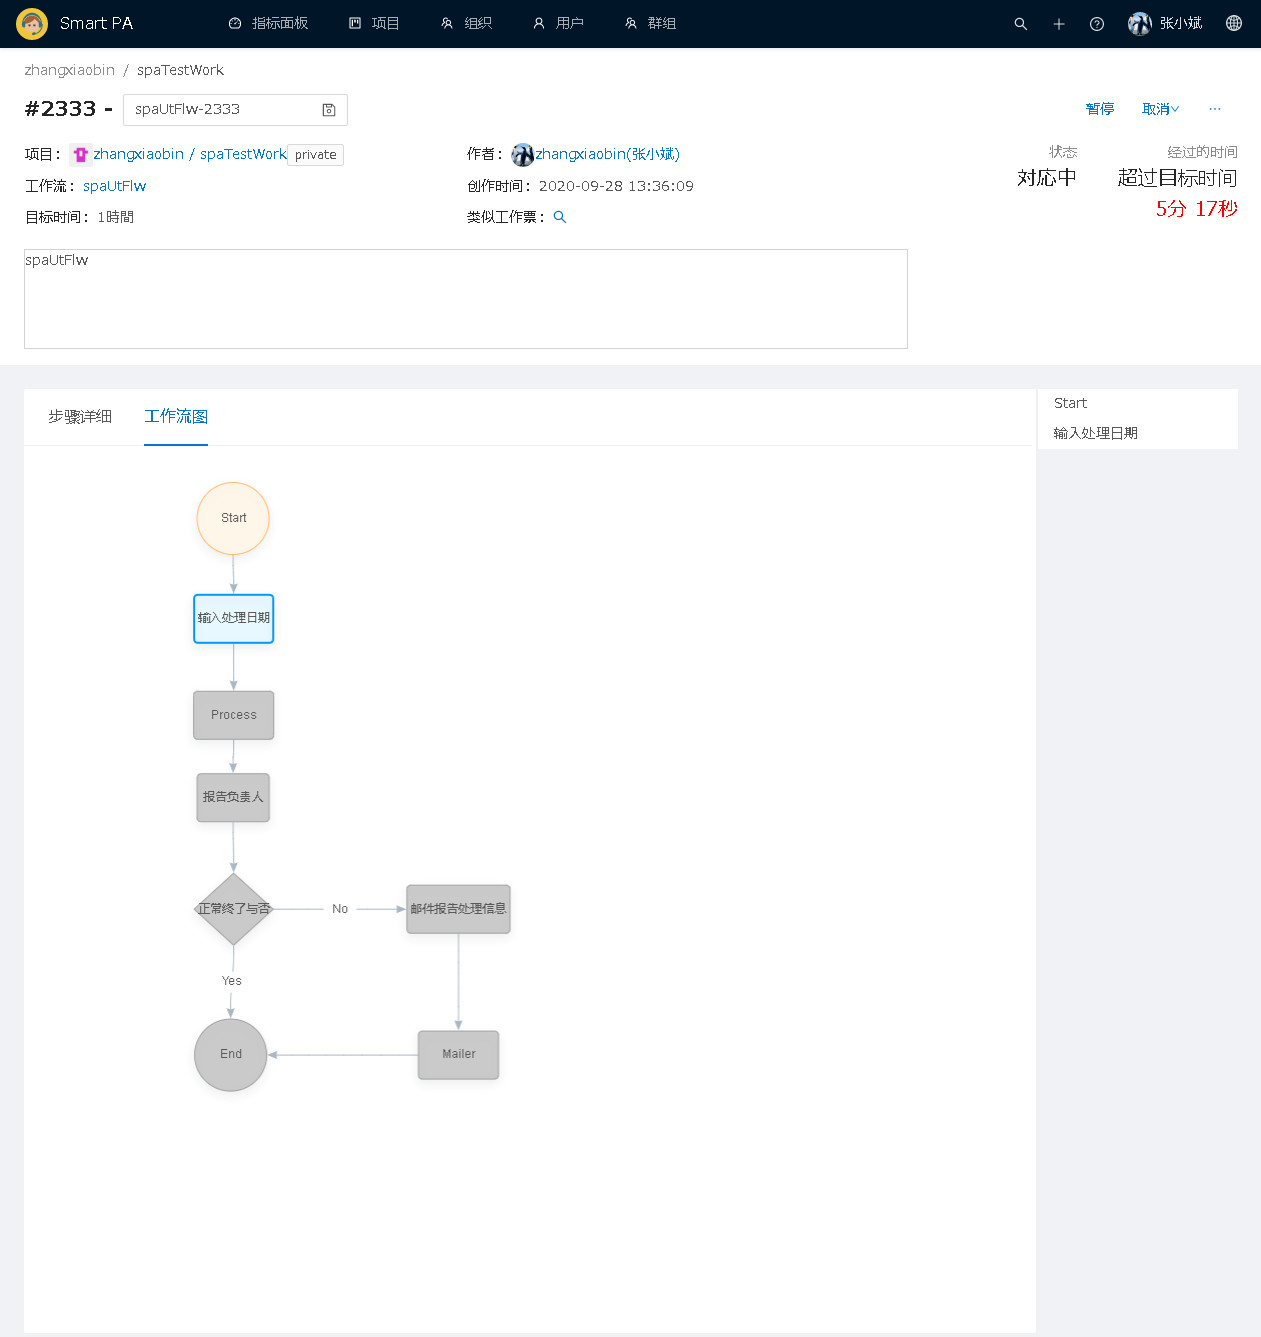 Smart PA 指标面板 项目 组织 用户 群组 张小斌
zhangxiaobin / spaTestWork
#2333 - spaUtFlw-2333 暂停 取消 ···
项目： zhangxiaobin / spaTestWork private 作者： zhangxiaobin(张小斌) 状态 经过的时间
工作流： spaUtFlw 创作时间： 2020-09-28 13:36:09 対応中 超过目标时间
目标时间： 1時間 类似工作票： 5分 17秒
spaUtFlw
步骤详细 工作流图 Start
输入处理日期
Start
输入处理日期
Process
报告负责人
正常终了与否 No 邮件报告处理信息
Yes
End Mailer